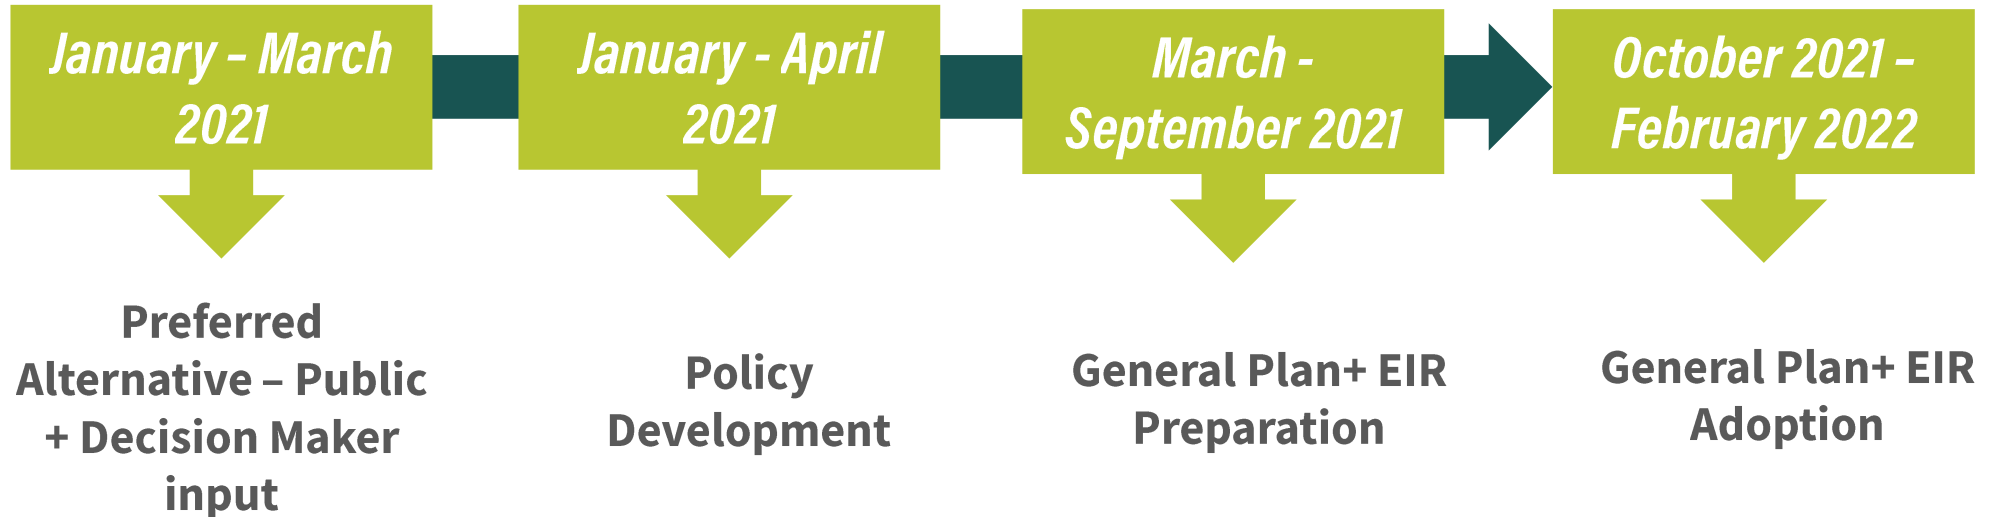 January – March
2021
January - April
2021
March -
September 2021
October 2021 –
February 2022
Preferred
Alternative – Public
+ Decision Maker
input
Policy
Development
General Plan+ EIR
Preparation
General Plan+ EIR
Adoption